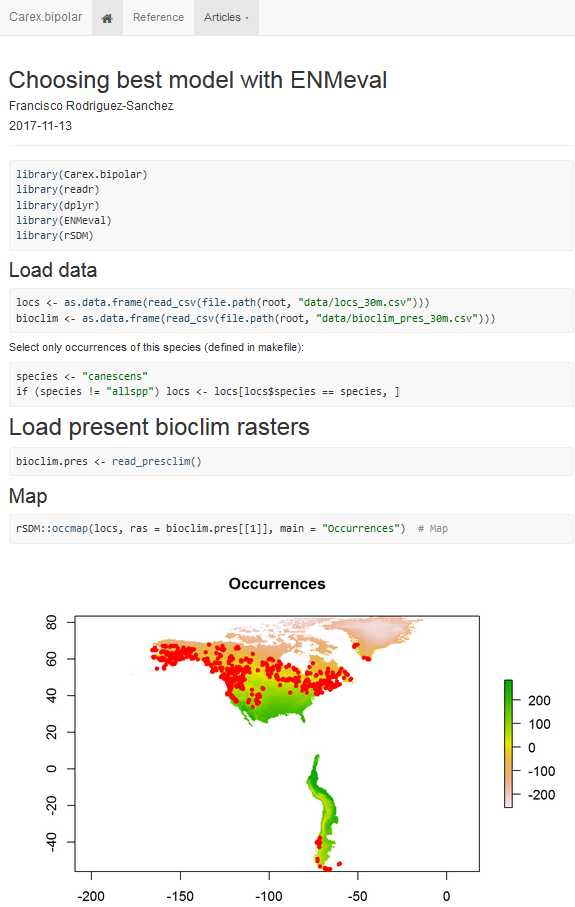 Carex.bipolar Reference Articles
Choosing best model with ENMeval
Francisco Rodriguez-Sanchez
2017-11-13
library(Carex.bipolar)
library(readr)
library(dplyr)
library(ENMeval)
library(rSDM)
Load data
locs <- as.data.frame(read_csv(file.path(root, "data/locs_30m.csv")))
bioclim <- as.data.frame(read_csv(file.path(root, "data/bioclim_pres_30m.csv")))
Select only occurrences of this species (defined in makefile):
species <- "canescens"
if (species != "allspp") locs <- locs[locs$species == species, ]
Load present bioclim rasters
bioclim.pres <- read_presclim()
Map
rSDM::occmap(locs, ras = bioclim.pres[[1]], main = "Occurrences")  # Map
Occurrences
80
60
40
20
0
-40
200
100
0
-100
-200
-200 -150 -100 -50 0